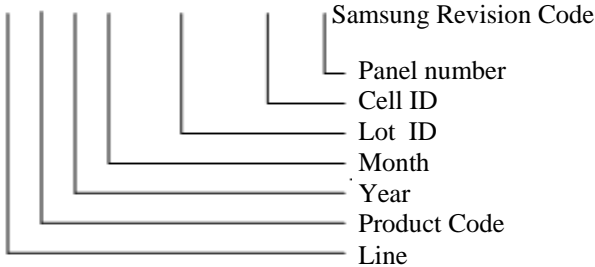 Samsung Revision Code
Panel number
Cell ID
Lot ID
Month
Year
Product Code
Line